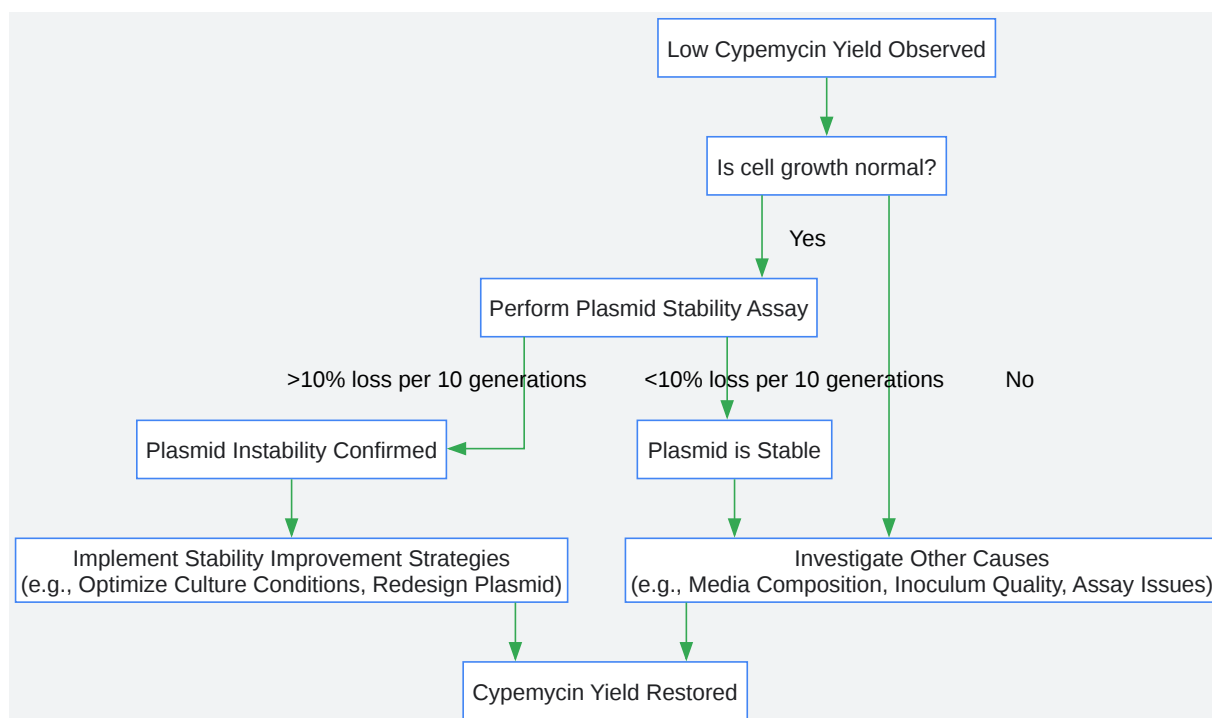 Low Cypemycin Yield Observed
Is cell growth normal?
Yes
Perform Plasmid Stability Assay
>10% loss per 10 generations
<10% loss per 10 generations
No
Plasmid Instability Confirmed
Plasmid is Stable
Implement Stability Improvement Strategies
(e.g., Optimize Culture Conditions, Redesign Plasmid)
Investigate Other Causes
(e.g., Media Composition, Inoculum Quality, Assay Issues)
Cypemycin Yield Restored